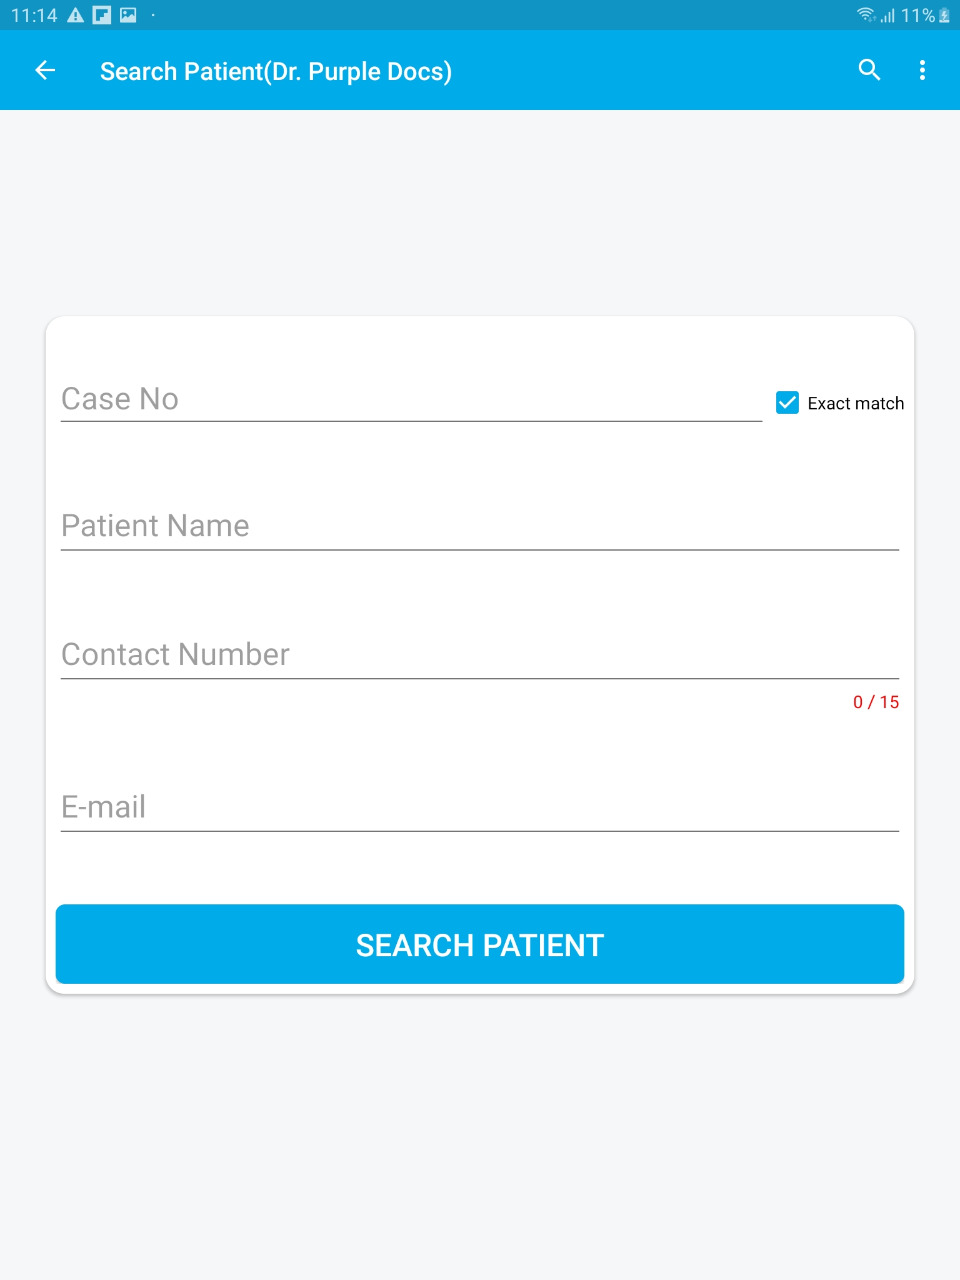 11:14
11%
Search Patient(Dr. Purple Docs)
Case No
Exact match
Patient Name
Contact Number
0 / 15
E-mail
SEARCH PATIENT